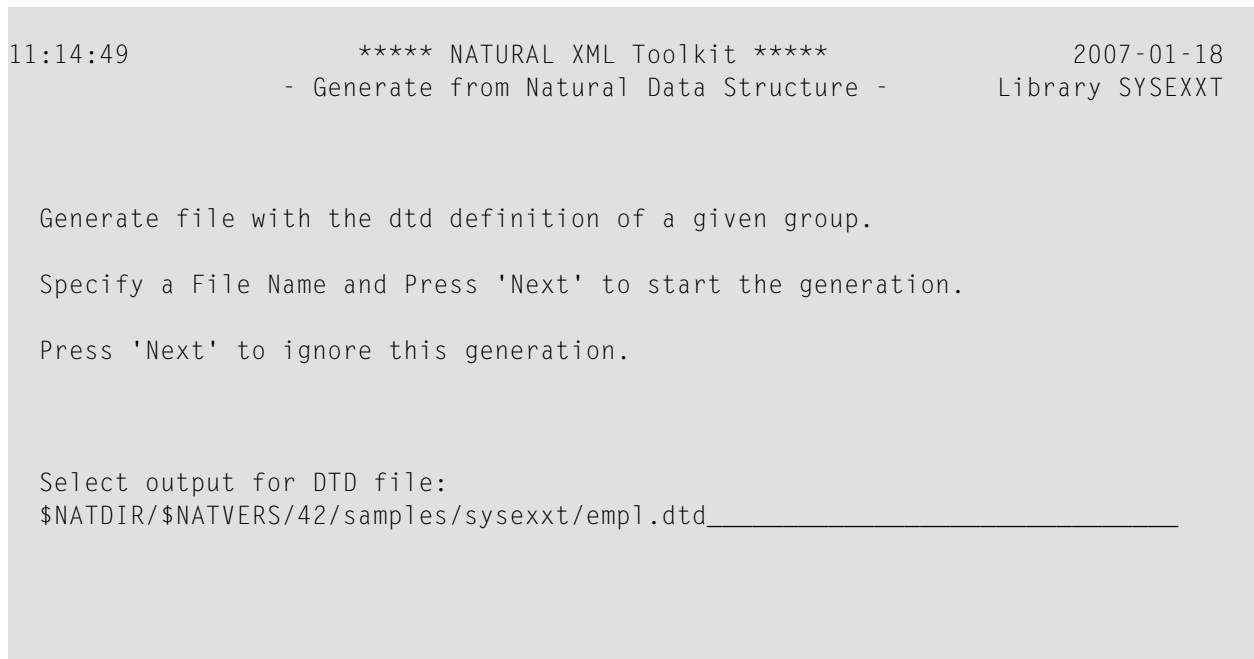 11:14:49 ***** NATURAL XML Toolkit ***** 2007-01-18
- Generate from Natural Data Structure - Library SYSEXXT
Generate file with the dtd definition of a given group.
Specify a File Name and Press 'Next' to start the generation.
Press 'Next' to ignore this generation.
Select output for DTD file:
$NATDIR/$NATVERS/42/samples/sysexxt/empl.dtd_______________________________